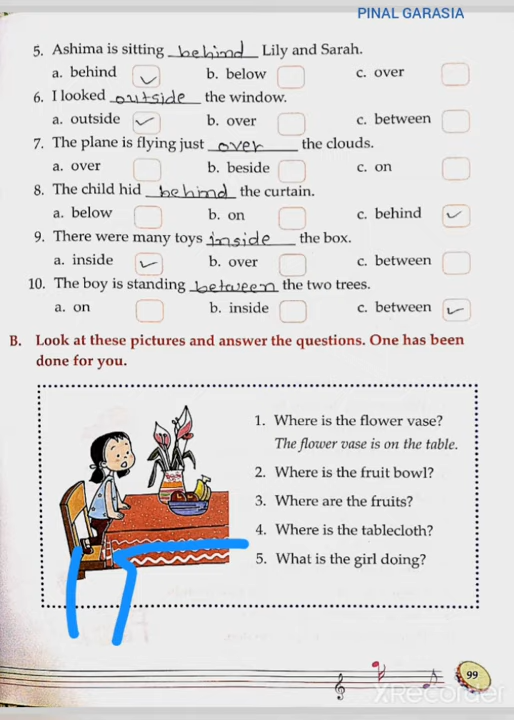 PINAL GARASIA
5. Ashima is sitting behind Lily and Sarah.
a. behind b. below c. over
6. I looked outside the window.
a. outside b. over c. between
7. The plane is flying just over the clouds.
a. over b. beside c. on
8. The child hid behind the curtain.
a. below b. on c. behind
9. There were many toys inside the box.
a. inside b. over c. between
10. The boy is standing between the two trees.
a. on b. inside c. between
B. Look at these pictures and answer the questions. One has been
done for you.
1. Where is the flower vase?
The flower vase is on the table.
2. Where is the fruit bowl?
3. Where are the fruits?
4. Where is the tablecloth?
5. What is the girl doing?
99
XRecorder